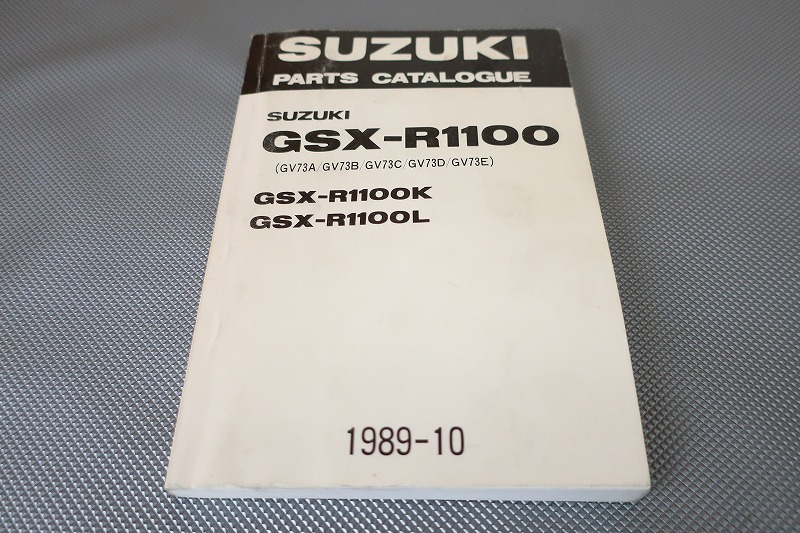 SUZUKI
PARTS CATALOGUE
SUZUKI
GSX-R1100
(GV73A/GV73B/GV73C/GV73D/GV73E)
GSX-R1100K
GSX-R1100L
1989-10